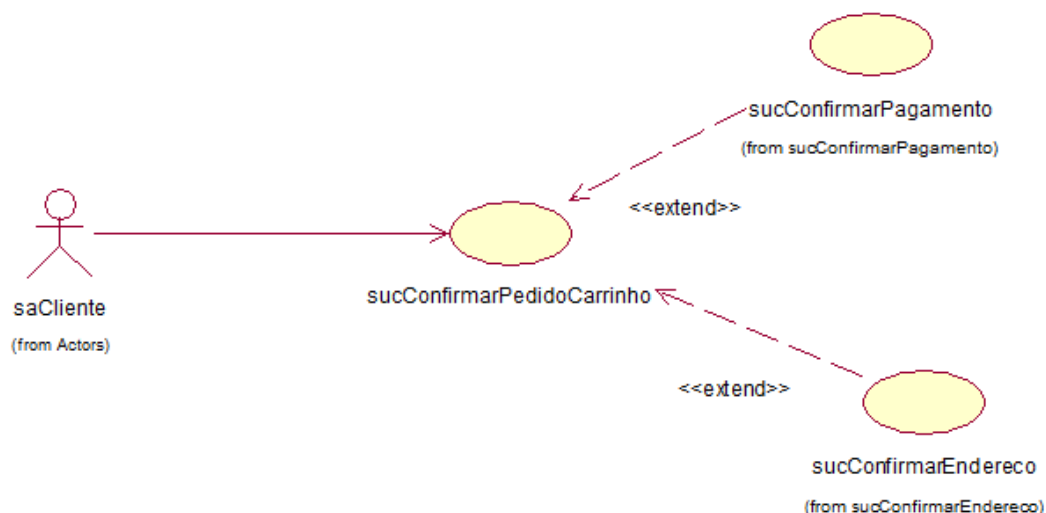 sucConfirmarPagamento
(from sucConfirmarPagamento)
<<extend>>
sucConfirmarPedidoCarrinho
saCliente
(from Actors)
<<extend>>
sucConfirmarEndereco
(from sucConfirmarEndereco)